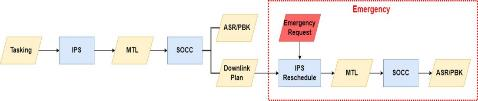 Emergency
Emergency
Request
ASR/PBK
Tasking
IPS
MTL
SOCC
Downlink
Plan
IPS
Reschedule
MTL
SOCC
ASR/PBK